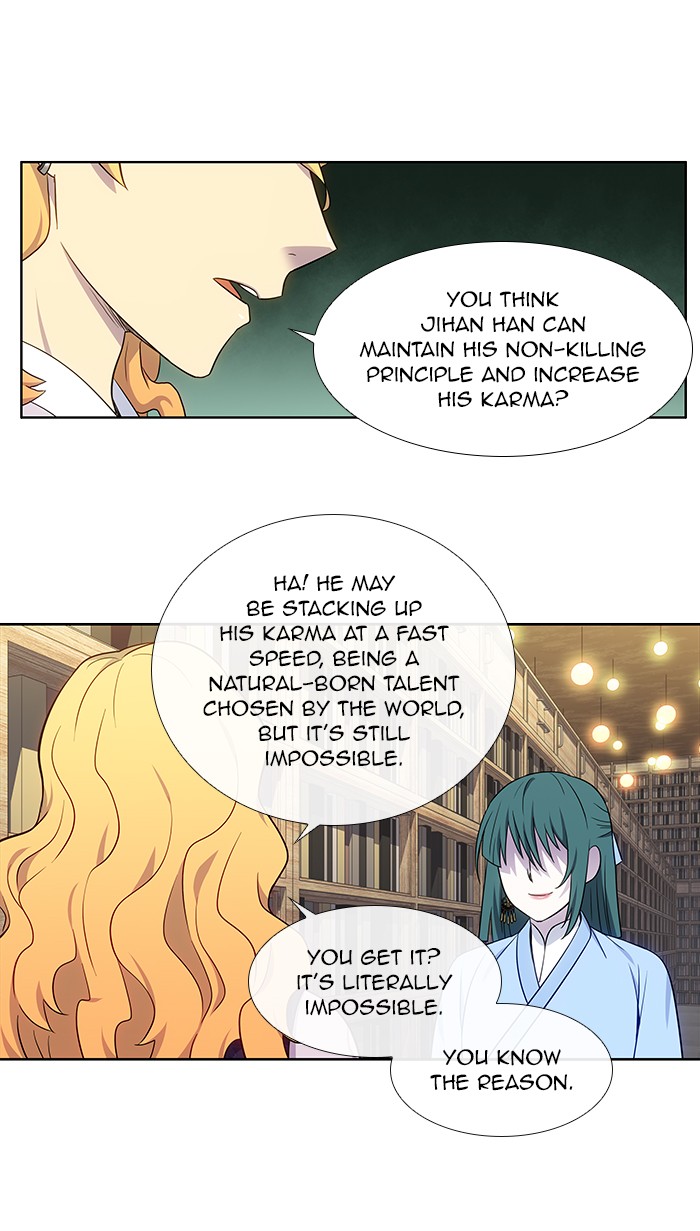 YOU THINK
JIHAN HAN CAN
MAINTAIN HIS NON-KILLING
PRINCIPLE AND INCREASE
HIS KARMA?
HA! HE MAY
BE STACKING UP
HIS KARMA AT A FAST
SPEED, BEING A
NATURAL-BORN TALENT
CHOSEN BY THE WORLD,
BUT IT'S STILL
IMPOSSIBLE.
YOU GET IT?
IT'S LITERALLY
IMPOSSIBLE.
YOU KNOW
THE REASON.